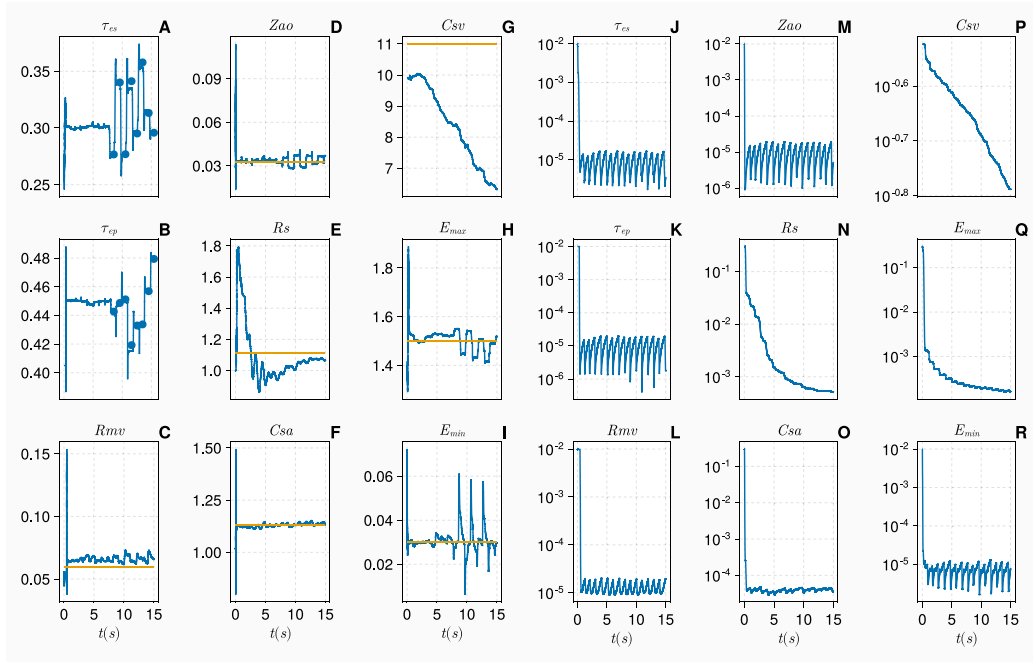 τes A
0.35
0.30
0.25
Zao D
0.09
0.06
0.03
Csv G
11
10
9
8
7
τes J
10−2
10−3
10−4
10−5
Zao M
10−2
10−3
10−4
10−5
10−6
Csv P
10−0.6
10−0.7
10−0.8
τep B
0.48
0.46
0.44
0.42
0.40
Rs E
1.8
1.6
1.4
1.2
1.0
Emax H
1.8
1.6
1.4
τep K
10−2
10−3
10−4
10−5
10−6
Rs N
10−1
10−2
10−3
Emax Q
10−1
10−2
10−3
Rmv C
0.15
0.10
0.05
0 5 10 15
t(s)
Csa F
1.50
1.25
1.00
0 5 10 15
t(s)
Emin I
0.06
0.04
0.02
0 5 10 15
t(s)
Rmv L
10−2
10−3
10−4
10−5
0 5 10 15
t(s)
Csa O
10−1
10−2
10−3
10−4
0 5 10 15
t(s)
Emin R
10−2
10−3
10−4
10−5
0 5 10 15
t(s)